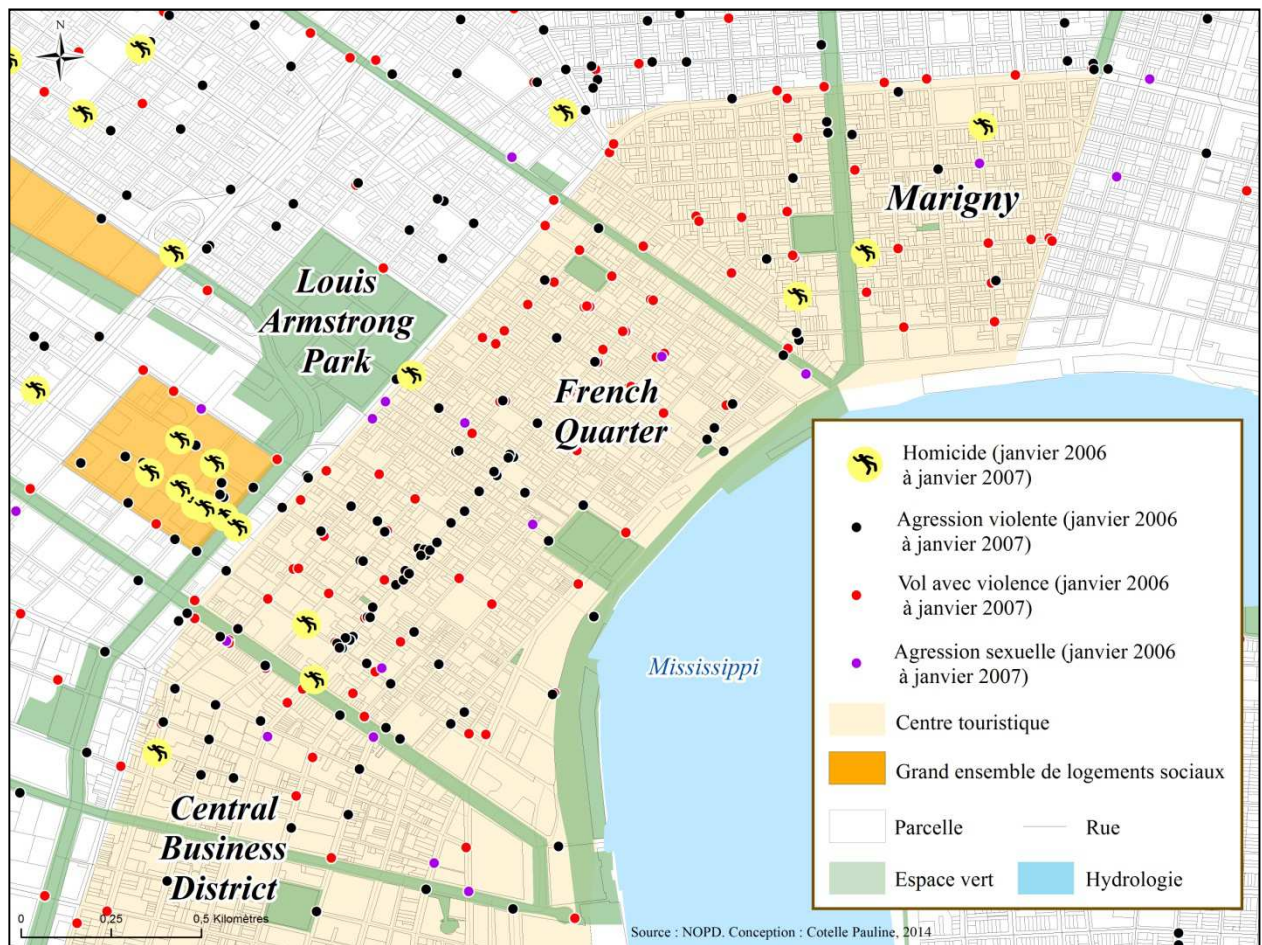 N
Marigny
Louis
Armstrong
Park
French
Quarter
Mississippi
Central
Business
District
0 0,25 0,5 Kilomètres
Homicide (janvier 2006
à janvier 2007)
Agression violente (janvier 2006
à janvier 2007)
Vol avec violence (janvier 2006
à janvier 2007)
Agression sexuelle (janvier 2006
à janvier 2007)
Centre touristique
Grand ensemble de logements sociaux
Parcelle Rue
Espace vert Hydrologie
Source : NOPD. Conception : Cotelle Pauline, 2014